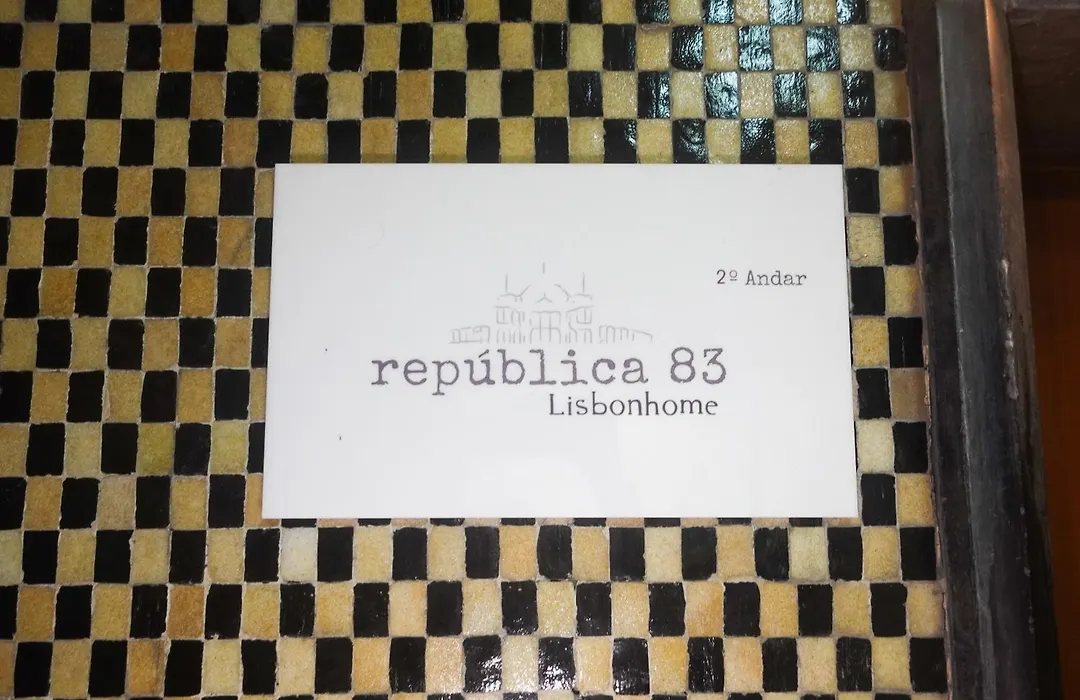 2º Andar
república 83
Lisbonhome